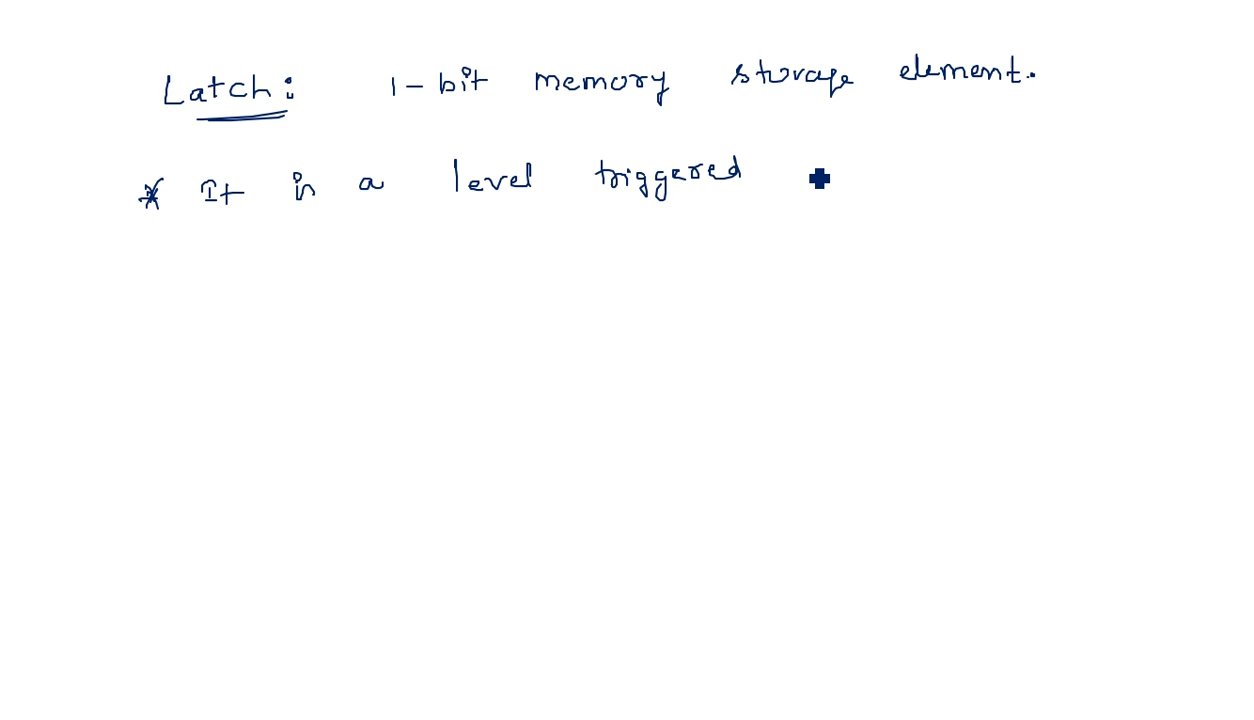 Latch: 1-bit memory storage element.
* It is a level triggered